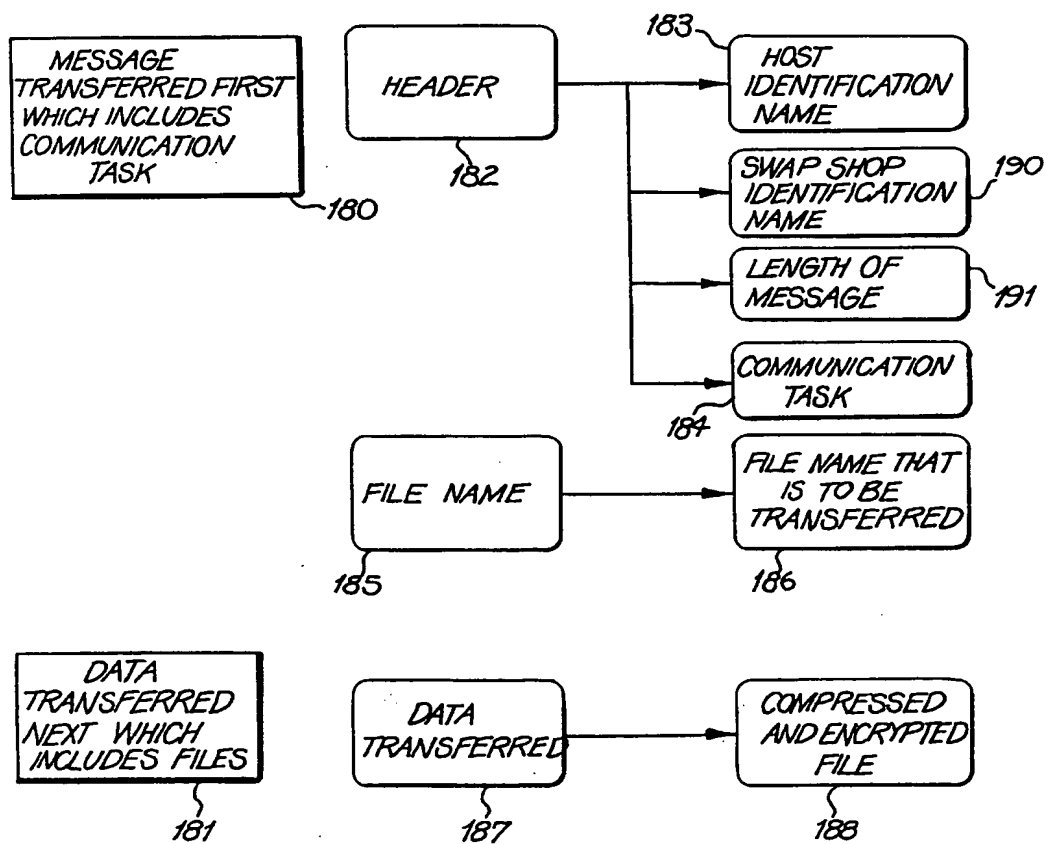 MESSAGE
TRANSFERRED FIRST
WHICH INCLUDES
COMMUNICATION
TASK
180
HEADER
182
183
HOST
IDENTIFICATION
NAME
SWAP SHOP
IDENTIFICATION
NAME
190
LENGTH OF
MESSAGE
191
COMMUNICATION
TASK
184
FILE NAME
185
FILE NAME THAT
IS TO BE
TRANSFERRED
186
DATA
TRANSFERRED
NEXT WHICH
INCLUDES FILES
181
DATA
TRANSFERRED
187
COMPRESSED
AND ENCRYPTED
FILE
188